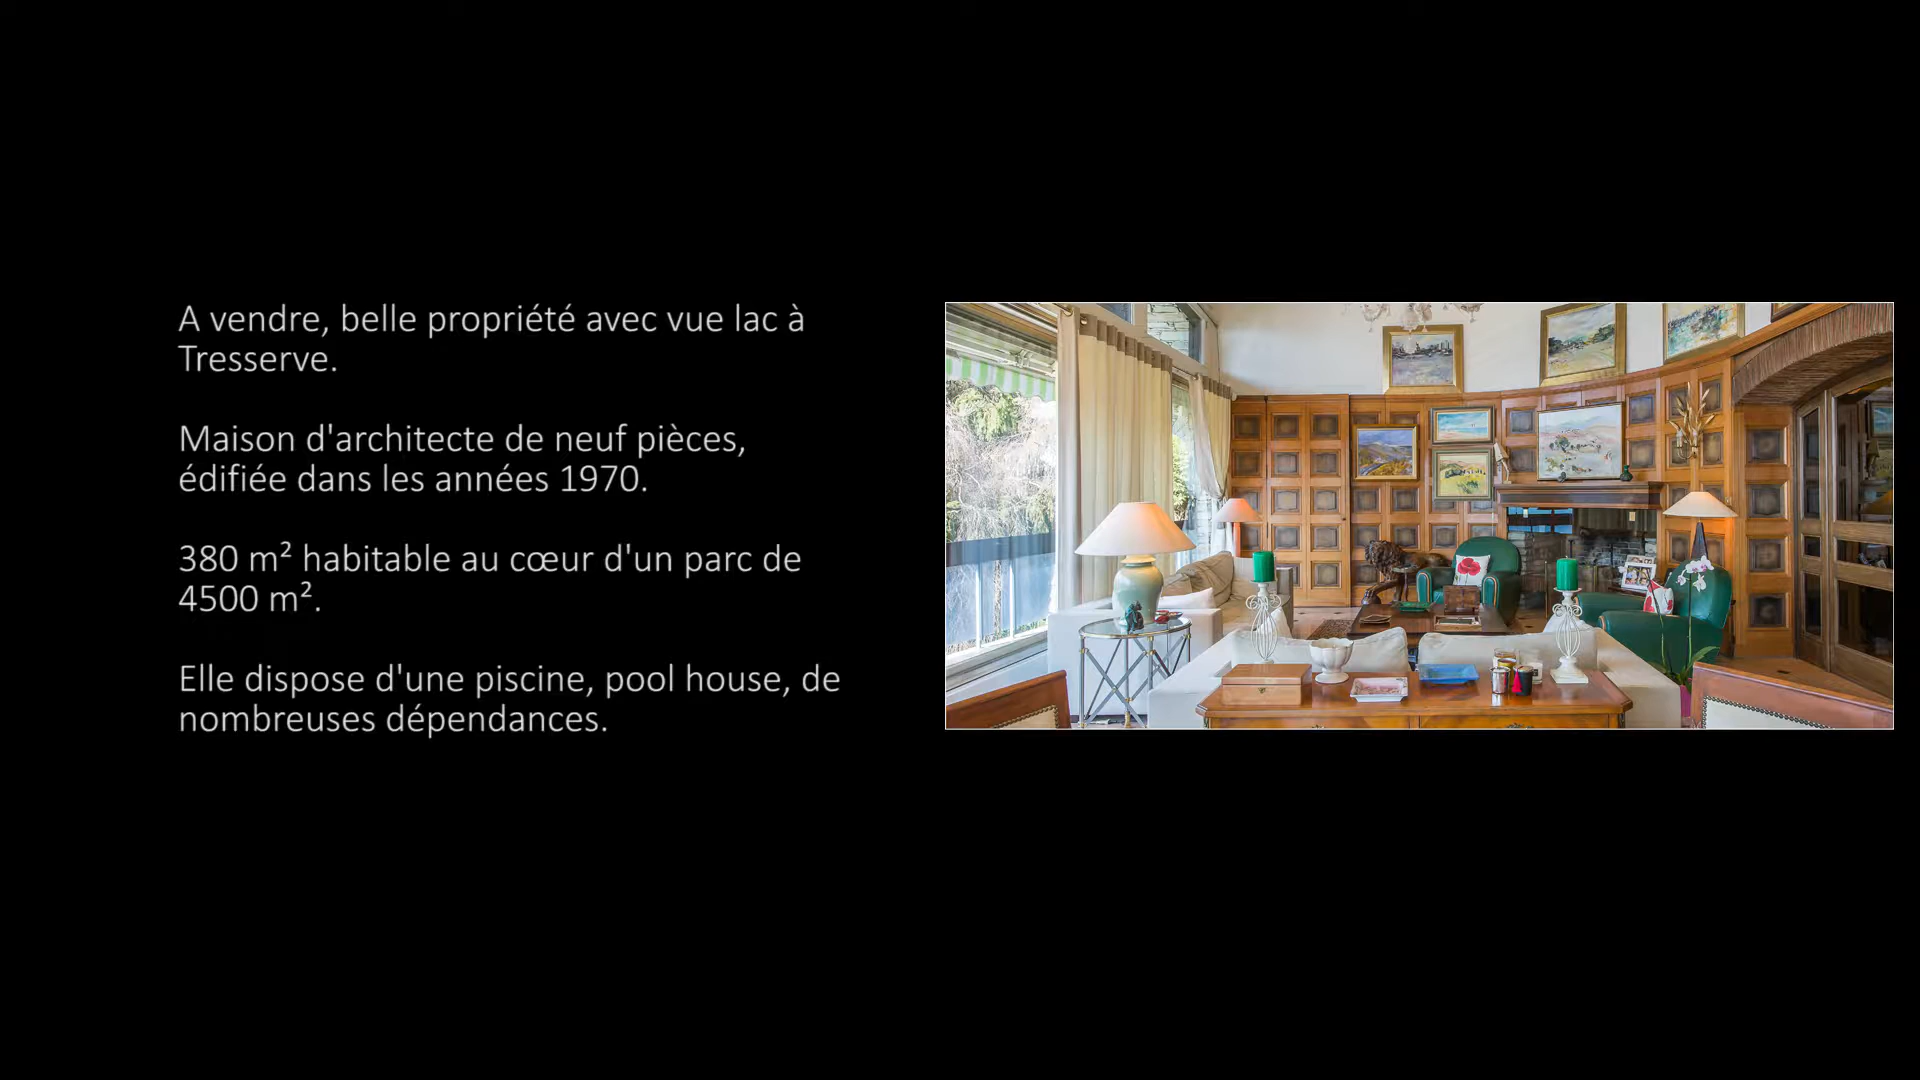 A vendre, belle propriété avec vue lac à
Tresserve.
Maison d'architecte de neuf pièces,
édifiée dans les années 1970.
380 m² habitable au cœur d'un parc de
4500 m².
Elle dispose d'une piscine, pool house, de
nombreuses dépendances.